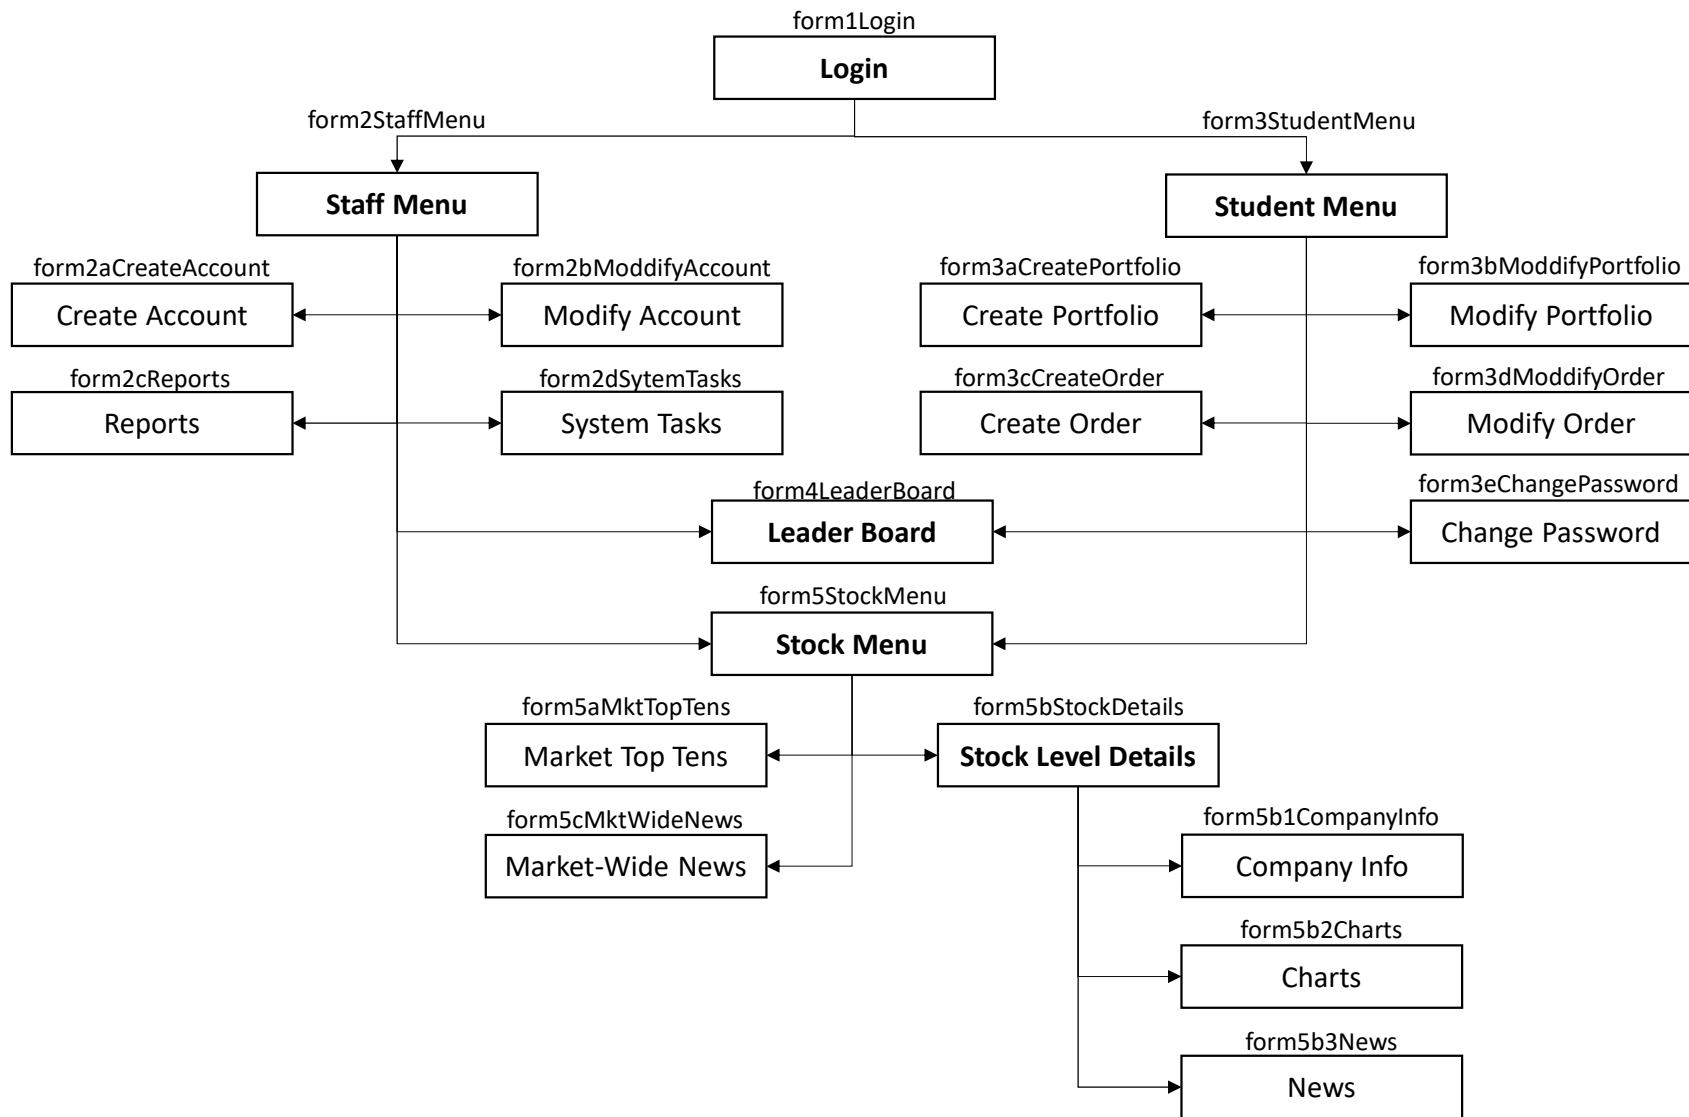 form1Login
Login
form2StaffMenu
form3StudentMenu
Staff Menu
Student Menu
form2aCreateAccount
form2bModdifyAccount
form3aCreatePortfolio
form3bModdifyPortfolio
Create Account
Modify Account
Create Portfolio
Modify Portfolio
form2cReports
form2dSytemTasks
form3cCreateOrder
form3dModdifyOrder
Reports
System Tasks
Create Order
Modify Order
form4LeaderBoard
form3eChangePassword
Leader Board
Change Password
form5StockMenu
Stock Menu
form5aMktTopTens
form5bStockDetails
Market Top Tens
Stock Level Details
form5cMktWideNews
form5b1CompanyInfo
Market-Wide News
Company Info
form5b2Charts
Charts
form5b3News
News